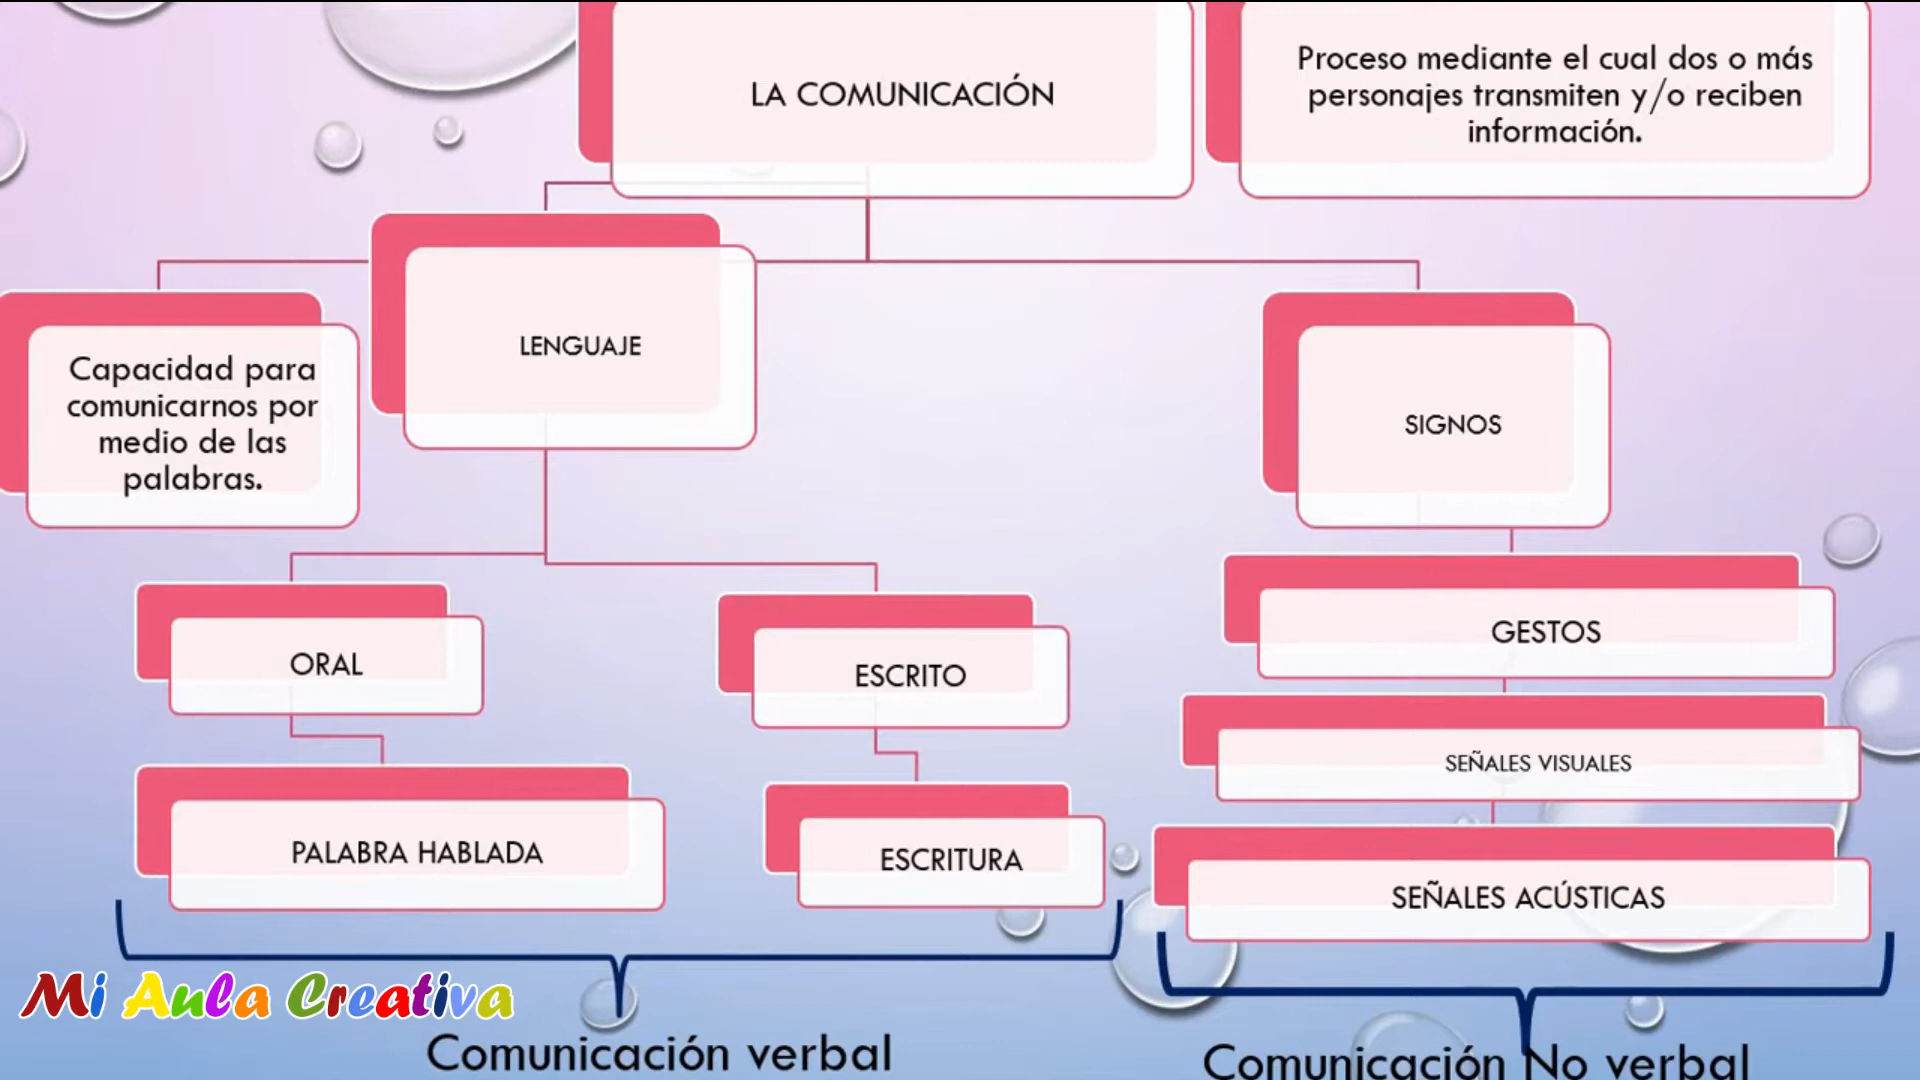 LA COMUNICACIÓN
Proceso mediante el cual dos o más
personajes transmiten y/o reciben
información.
Capacidad para
comunicarnos por
medio de las
palabras.
LENGUAJE
SIGNOS
ORAL
ESCRITO
GESTOS
SEÑALES VISUALES
PALABRA HABLADA
ESCRITURA
SEÑALES ACÚSTICAS
Mi Aula Creativa
Comunicación verbal
Comunicación No verbal